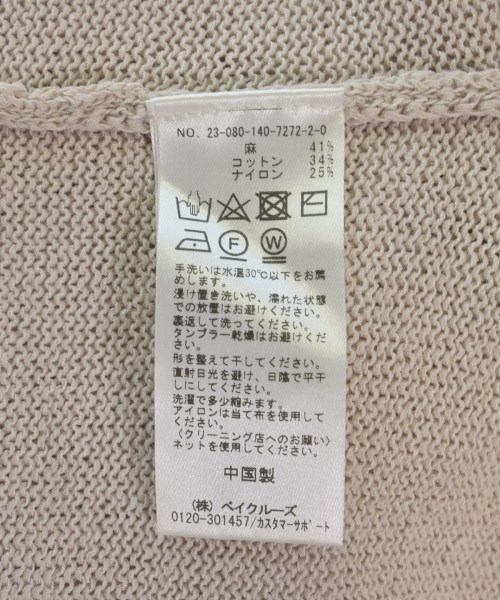 NO. 23-080-140-7272-2-0
麻 41%
コットン 34%
ナイロン 25%
F W
手洗いは水温30℃以下をお薦
めします。
浸け置き洗いや、濡れた状態
での放置はお避けください。
裏返して洗ってください。
タンブラー乾燥はお避けくだ
さい。
形を整えて干してください。
直射日光を避け、日陰で平干
しにしてください。
洗濯で多少縮みます。
アイロンは当て布を使用して
ください。
〈クリーニング店へのお願い〉
ネットを使用してください。
中国製
(株) ベイクルーズ
0120-301457/カスタマーサポート